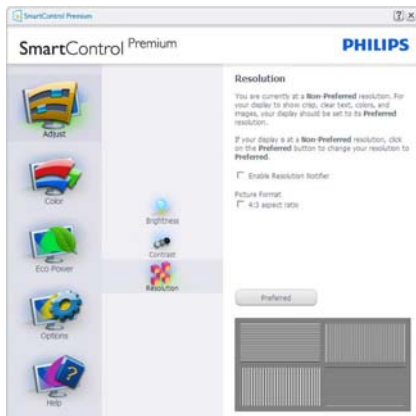 SmartControl Premium
SmartControl Premium
PHILIPS
Adjust
Color
Eco Power
Options
Help
Brightness
Contrast
Resolution
Resolution
You are currently at a Non-Preferred resolution. For
your display to show crisp, clear text, colors, and
images, your display should be set to its Preferred
resolution.
If your display is at a Non-Preferred resolution, click
on the Preferred button to change your resolution to
Preferred.
Enable Resolution Notifier
Picture Format
4:3 aspect ratio
Preferred